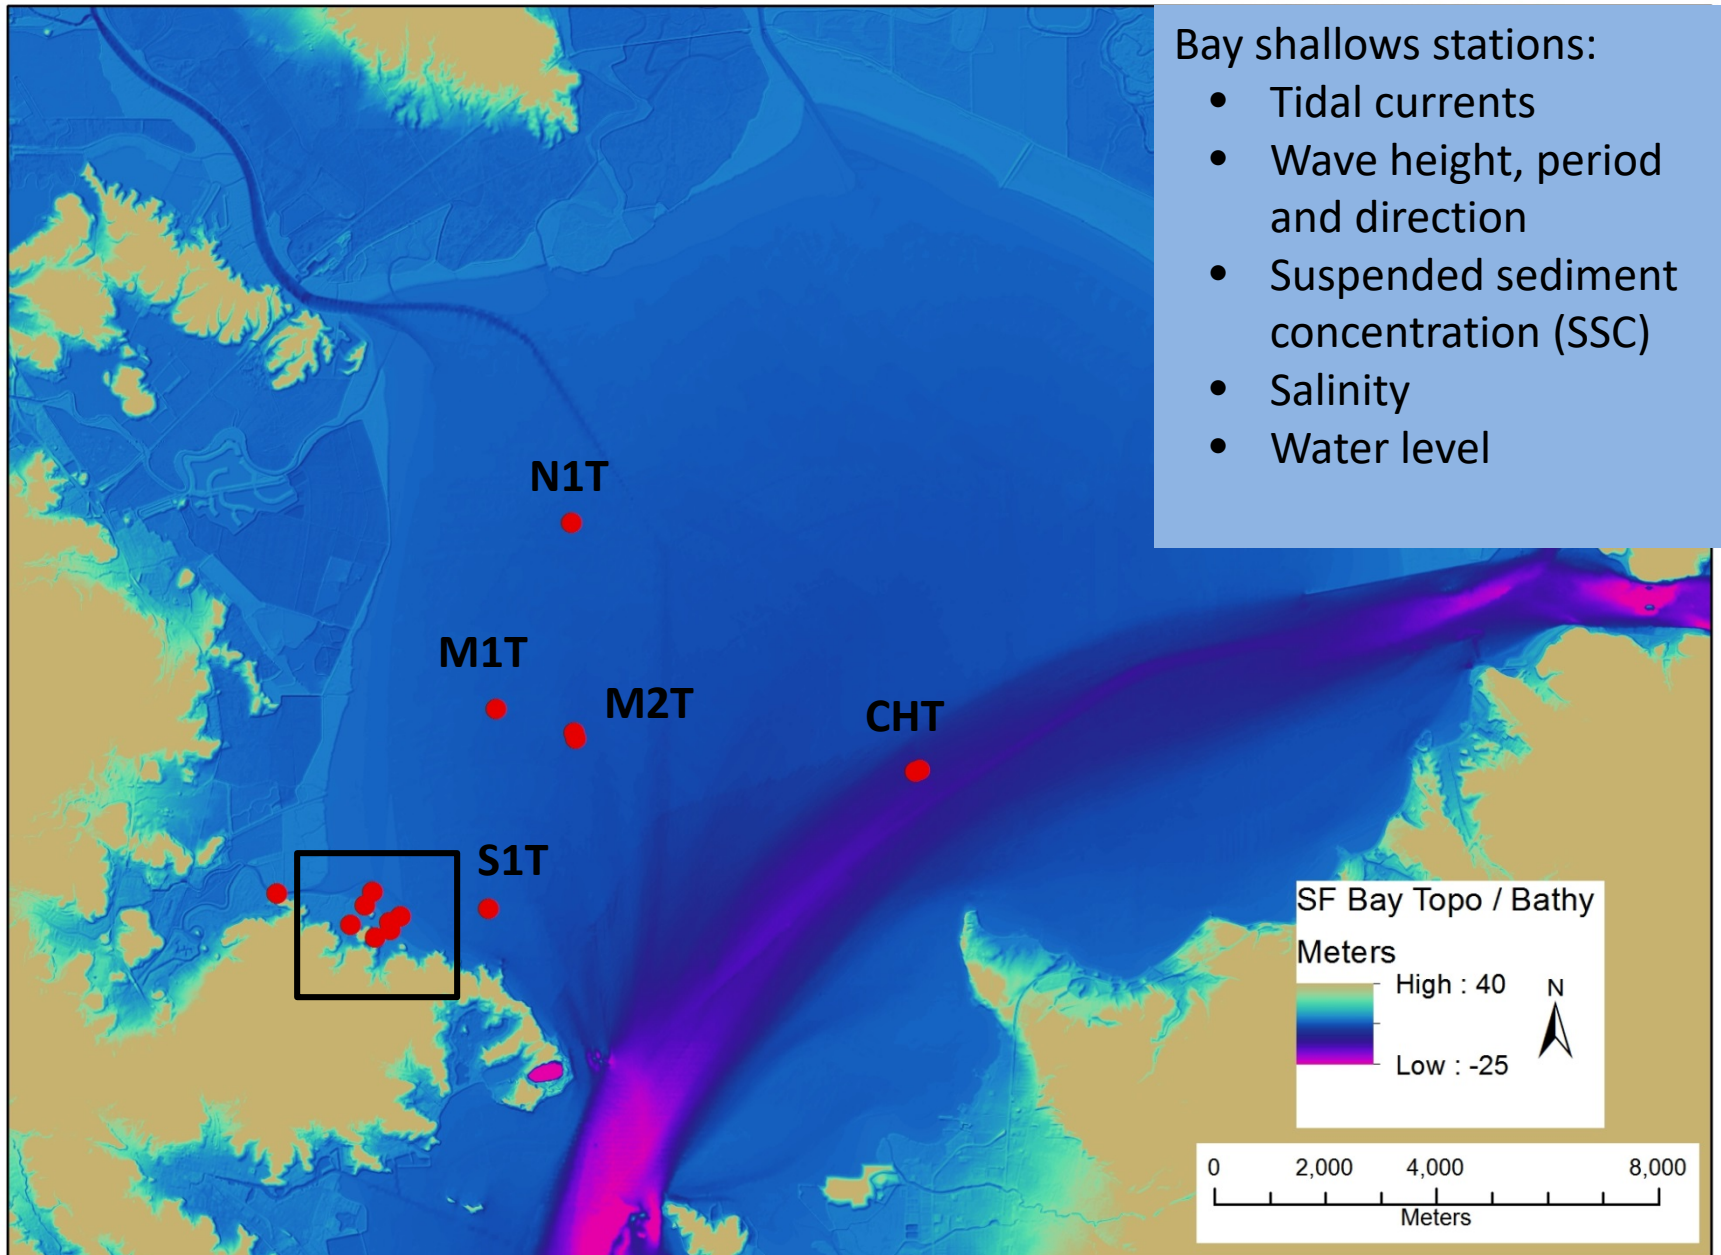 Bay shallows stations:
• Tidal currents
• Wave height, period
and direction
• Suspended sediment
concentration (SSC)
• Salinity
• Water level
N1T
M1T
M2T
CHT
S1T
SF Bay Topo / Bathy
Meters
High : 40
Low : -25
N
0 2,000 4,000 8,000
Meters